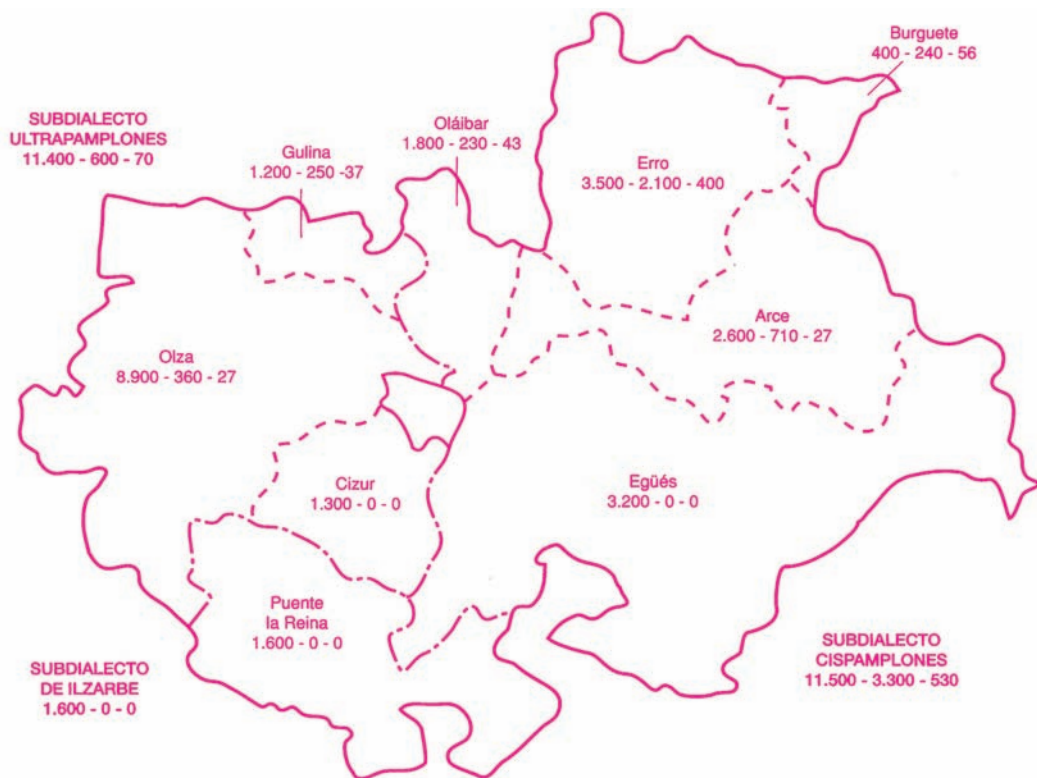 Burguete
400 - 240 - 56
SUBDIALECTO
ULTRAPAMPLONES
11.400 - 600 - 70
Oláibar
1.800 - 230 - 43
Gulina
1.200 - 250 -37
Erro
3.500 - 2.100 - 400
Arce
2.600 - 710 - 27
Olza
8.900 - 360 - 27
Cizur
1.300 - 0 - 0
Egüés
3.200 - 0 - 0
Puente
la Reina
1.600 - 0 - 0
SUBDIALECTO
DE ILZARBE
1.600 - 0 - 0
SUBDIALECTO
CISPAMPLONES
11.500 - 3.300 - 530